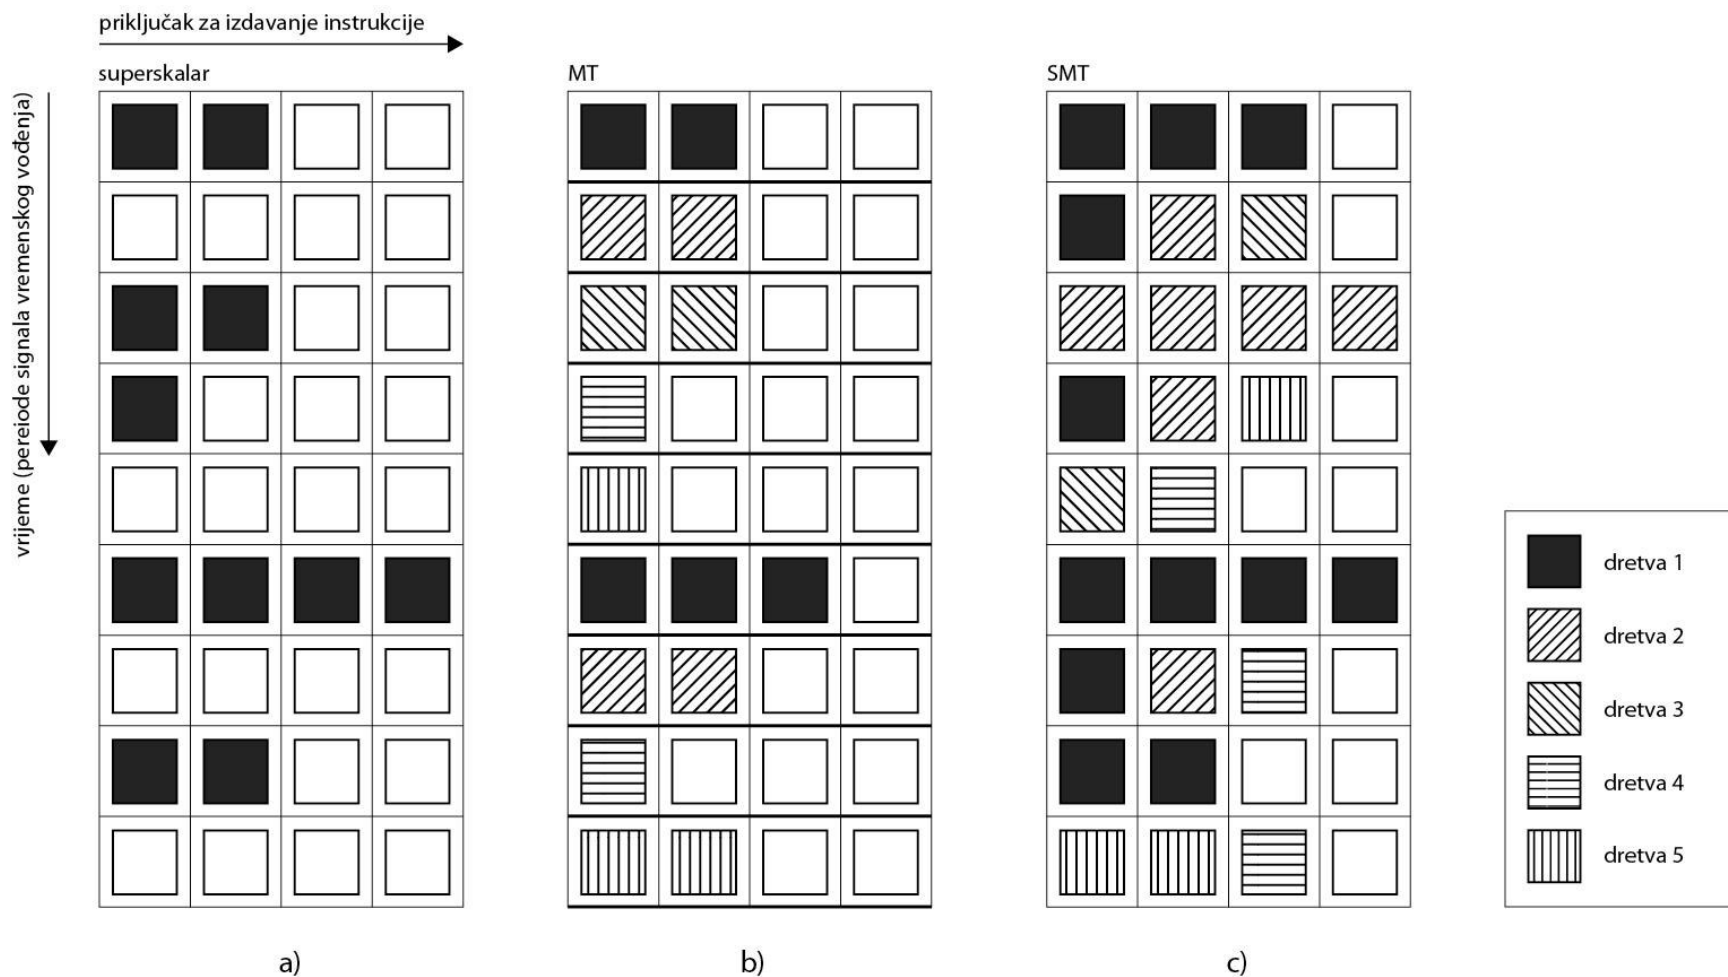 priključak za izdavanje instrukcije
superskalar
MT
SMT
vrijeme (pereiode signala vremenskog vođenja)
dretva 1
dretva 2
dretva 3
dretva 4
dretva 5
a)
b)
c)